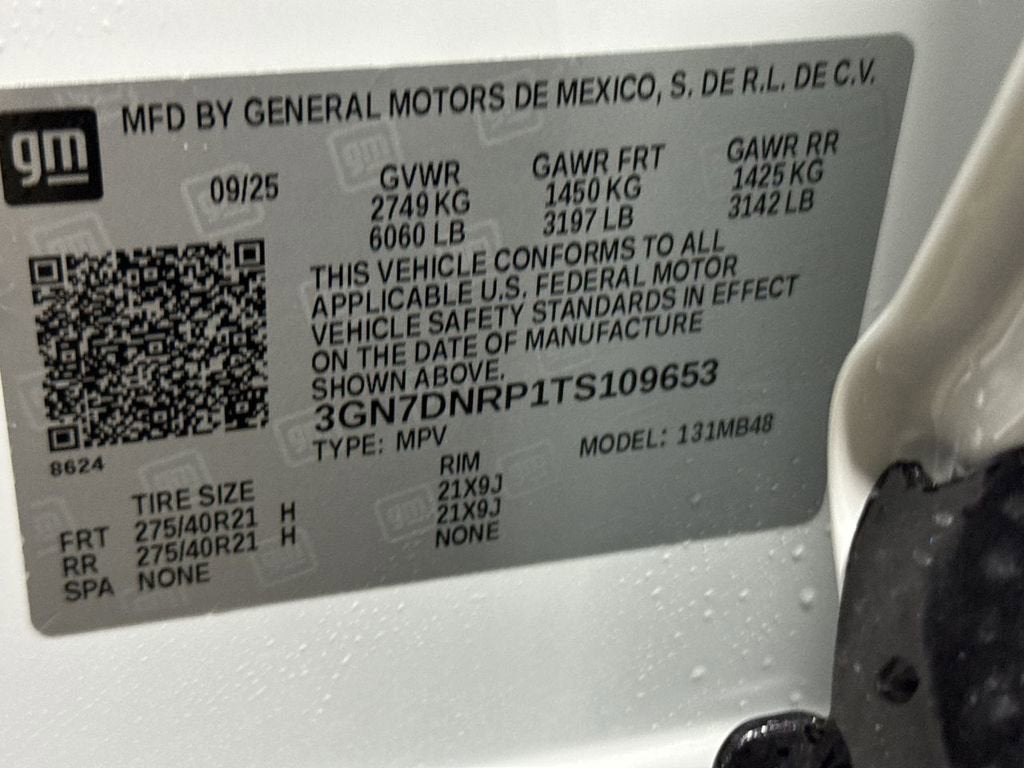 gm
MFD BY GENERAL MOTORS DE MEXICO, S. DE R.L. DE C.V.
09/25 GVWR GAWR FRT GAWR RR
2749 KG 1450 KG 1425 KG
6060 LB 3197 LB 3142 LB
THIS VEHICLE CONFORMS TO ALL
APPLICABLE U.S. FEDERAL MOTOR
VEHICLE SAFETY STANDARDS IN EFFECT
ON THE DATE OF MANUFACTURE
SHOWN ABOVE.
3GN7DNRP1TS109653
TYPE: MPV MODEL: 131MB48
8624
TIRE SIZE RIM
FRT 275/40R21 H 21X9J
RR 275/40R21 H 21X9J
SPA NONE NONE